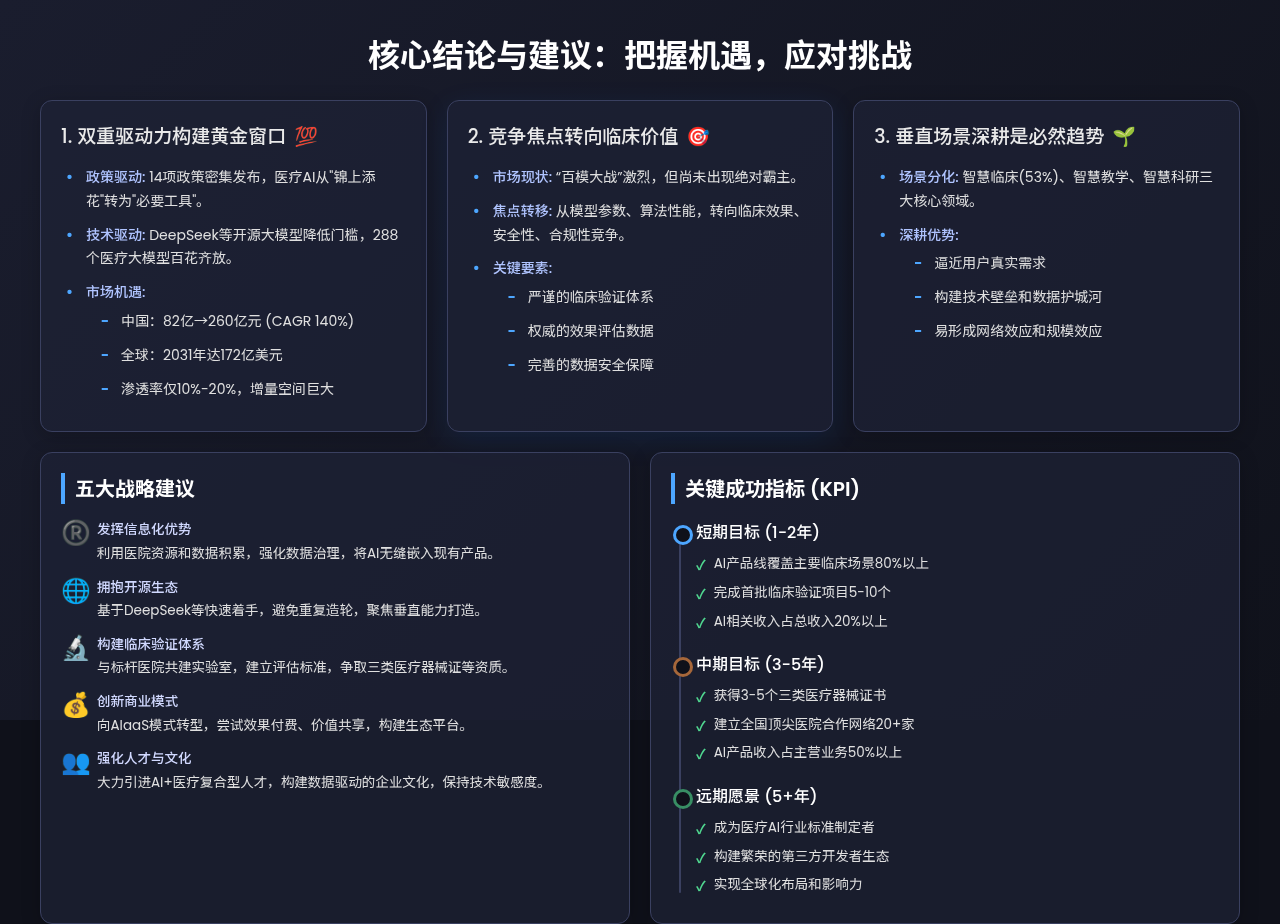 核心结论与建议：把握机遇，应对挑战
1. 双重驱动力构建黄金窗口 💯
• 政策驱动: 14项政策密集发布，医疗AI从"锦上添
花"转为"必要工具"。
• 技术驱动: DeepSeek等开源大模型降低门槛，288
个医疗大模型百花齐放。
• 市场机遇:
– 中国：82亿→260亿元 (CAGR 140%)
– 全球：2031年达172亿美元
– 渗透率仅10%-20%，增量空间巨大
2. 竞争焦点转向临床价值 🎯
• 市场现状: “百模大战”激烈，但尚未出现绝对霸主。
• 焦点转移: 从模型参数、算法性能，转向临床效果、
安全性、合规性竞争。
• 关键要素:
– 严谨的临床验证体系
– 权威的效果评估数据
– 完善的数据安全保障
3. 垂直场景深耕是必然趋势 🌱
• 场景分化: 智慧临床(53%)、智慧教学、智慧科研三
大核心领域。
• 深耕优势:
– 逼近用户真实需求
– 构建技术壁垒和数据护城河
– 易形成网络效应和规模效应
五大战略建议
®
发挥信息化优势
利用医院资源和数据积累，强化数据治理，将AI无缝嵌入现有产品。
拥抱开源生态
基于DeepSeek等快速着手，避免重复造轮，聚焦垂直能力打造。
构建临床验证体系
与标杆医院共建实验室，建立评估标准，争取三类医疗器械证等资质。
创新商业模式
向AIaaS模式转型，尝试效果付费、价值共享，构建生态平台。
强化人才与文化
大力引进AI+医疗复合型人才，构建数据驱动的企业文化，保持技术敏感度。
关键成功指标 (KPI)
短期目标 (1-2年)
✓ AI产品线覆盖主要临床场景80%以上
✓ 完成首批临床验证项目5-10个
✓ AI相关收入占总收入20%以上
中期目标 (3-5年)
✓ 获得3-5个三类医疗器械证书
✓ 建立全国顶尖医院合作网络20+家
✓ AI产品收入占主营业务50%以上
远期愿景 (5+年)
✓ 成为医疗AI行业标准制定者
✓ 构建繁荣的第三方开发者生态
✓ 实现全球化布局和影响力